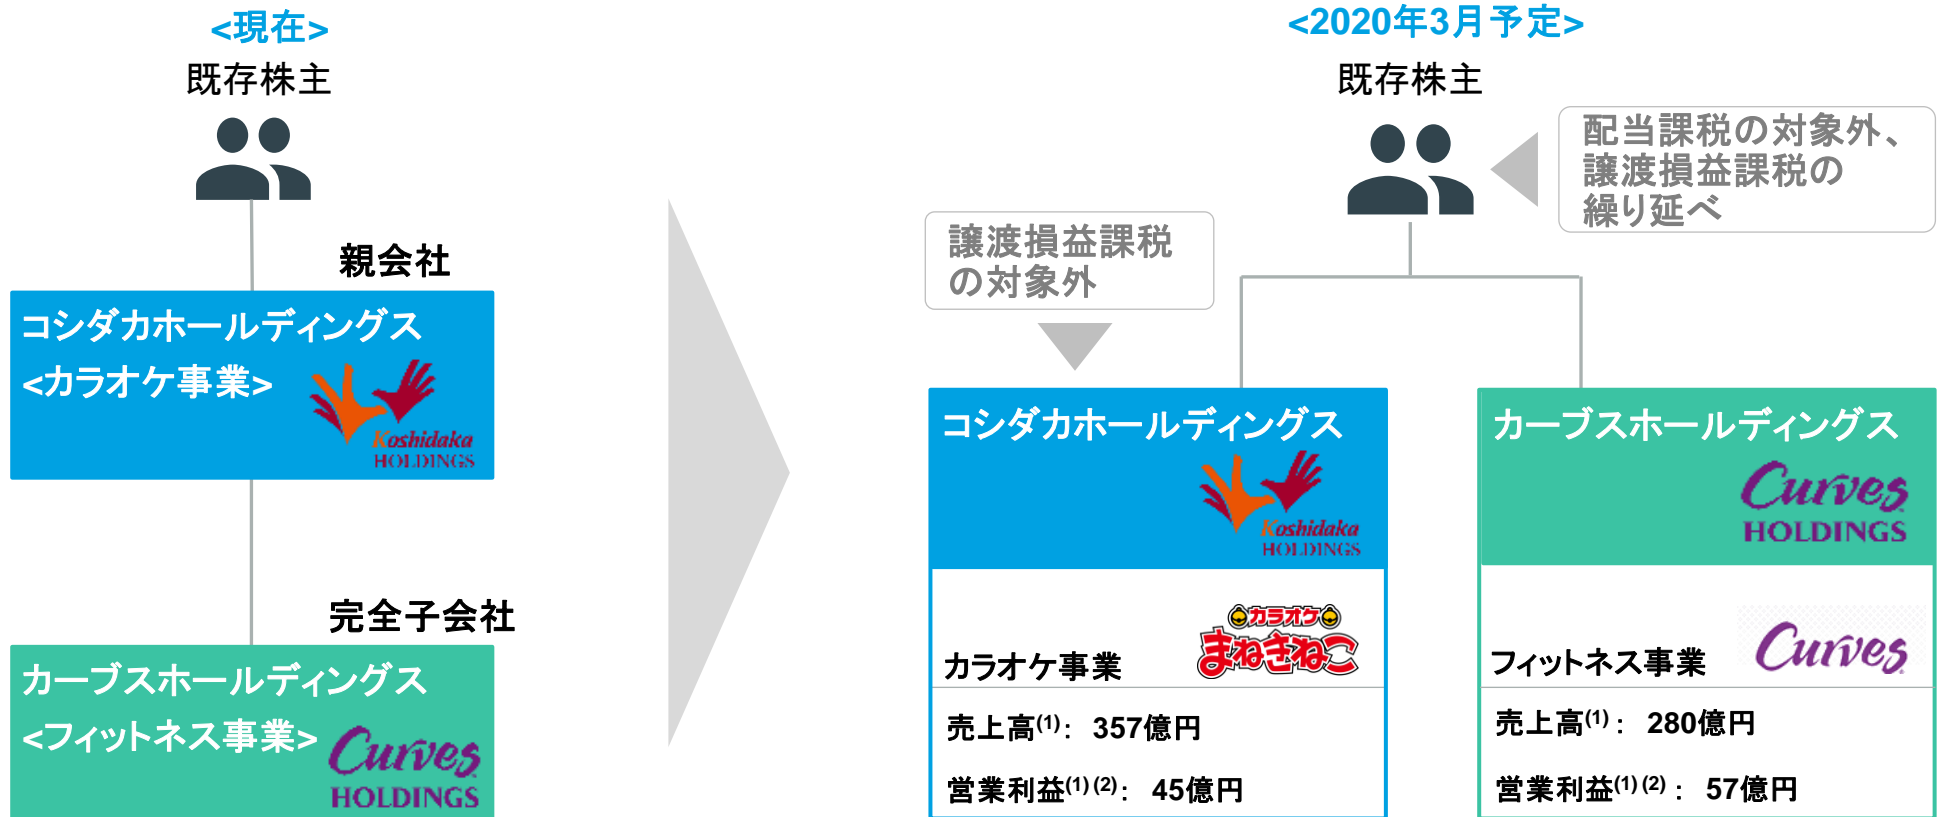 <現在>
既存株主
親会社
コシダカホールディングス
<カラオケ事業>
Koshidaka
HOLDINGS
完全子会社
カーブスホールディングス
<フィットネス事業>
Curves
HOLDINGS
<2020年3月予定>
既存株主
配当課税の対象外、
譲渡損益課税の
繰り延べ
譲渡損益課税
の対象外
コシダカホールディングス
Koshidaka
HOLDINGS
カラオケ
まねきねこ
カラオケ事業
売上高(1): 357億円
営業利益(1)(2): 45億円
カーブスホールディングス
Curves
HOLDINGS
Curves
フィットネス事業
売上高(1): 280億円
営業利益(1)(2): 57億円